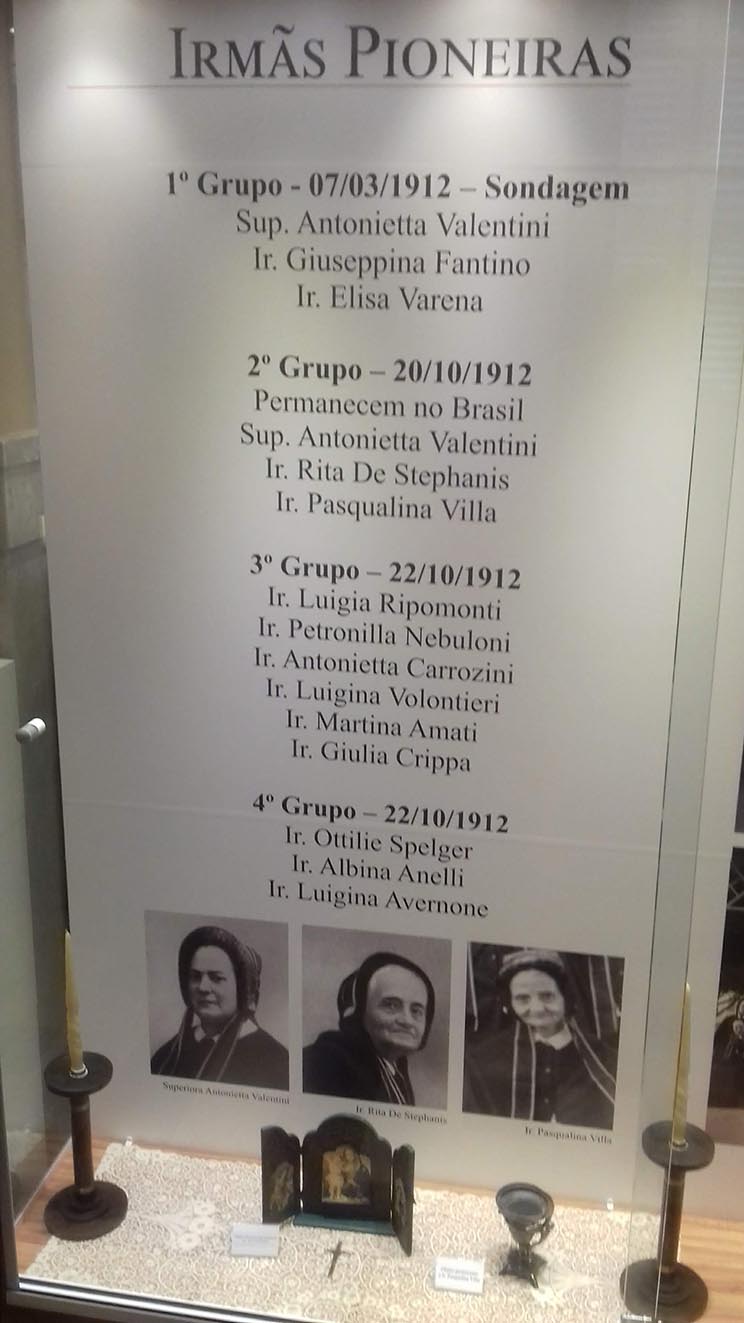 IRMÃS PIONEIRAS
1º Grupo - 07/03/1912 – Sondagem
Sup. Antonietta Valentini
Ir. Giuseppina Fantino
Ir. Elisa Varena
2º Grupo – 20/10/1912
Permanecem no Brasil
Sup. Antonietta Valentini
Ir. Rita De Stephanis
Ir. Pasqualina Villa
3º Grupo – 22/10/1912
Ir. Luigia Ripomonti
Ir. Petronilla Nebuloni
Ir. Antonietta Carrozini
Ir. Luigina Volontieri
Ir. Martina Amati
Ir. Giulia Crippa
4º Grupo – 22/10/1912
Ir. Ottilie Spelger
Ir. Albina Anelli
Ir. Luigina Avernone
Superiora Antonietta Valentini
Ir. Rita De Stephanis
Ir. Pasqualina Villa